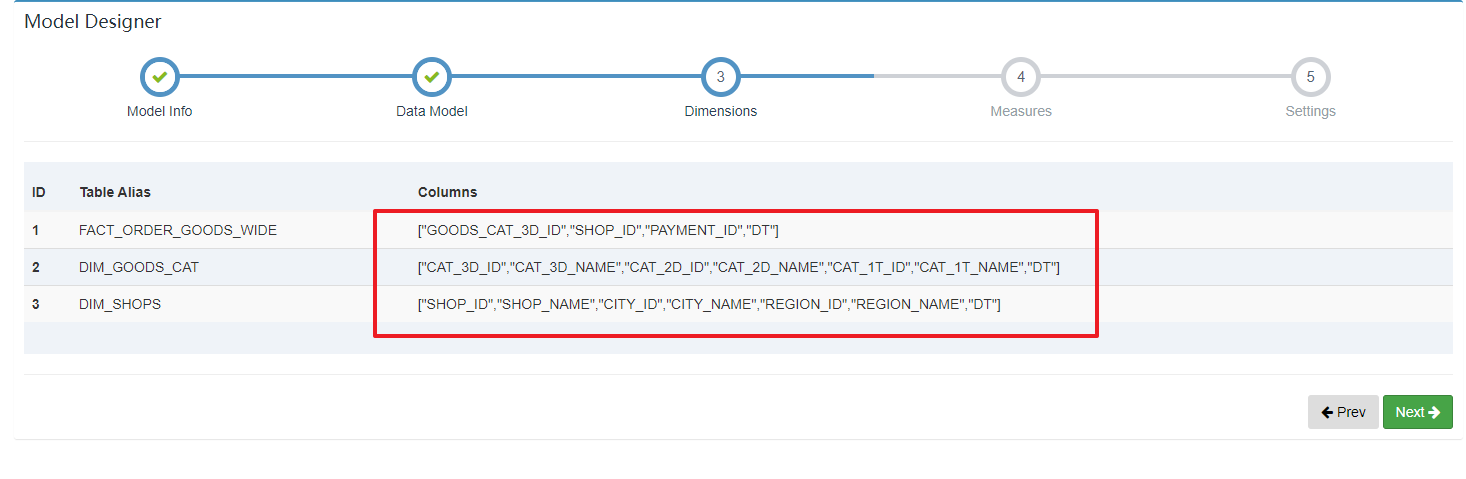 Model Designer
3 4 5
Model Info Data Model Dimensions Measures Settings
ID Table Alias Columns
1 FACT_ORDER_GOODS_WIDE ["GOODS_CAT_3D_ID","SHOP_ID","PAYMENT_ID","DT"]
2 DIM_GOODS_CAT ["CAT_3D_ID","CAT_3D_NAME","CAT_2D_ID","CAT_2D_NAME","CAT_1T_ID","CAT_1T_NAME","DT"]
3 DIM_SHOPS ["SHOP_ID","SHOP_NAME","CITY_ID","CITY_NAME","REGION_ID","REGION_NAME","DT"]
Prev Next